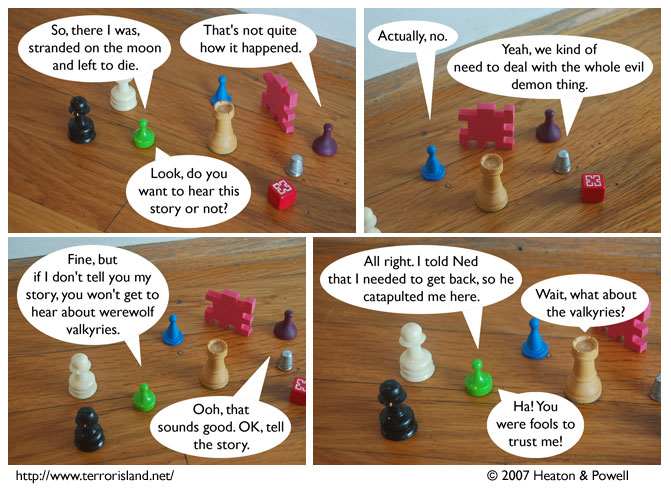 So, there I was,
stranded on the moon
and left to die.
That's not quite
how it happened.
Look, do you
want to hear this
story or not?
Actually, no.
Yeah, we kind of
need to deal with the whole evil
demon thing.
Fine, but
if I don't tell you my
story, you won't get to
hear about werewolf
valkyries.
Ooh, that
sounds good. OK, tell
the story.
All right. I told Ned
that I needed to get back, so he
catapulted me here.
Wait, what about
the valkyries?
Ha! You
were fools to
trust me!
http://www.terrorisland.net/
© 2007 Heaton & Powell